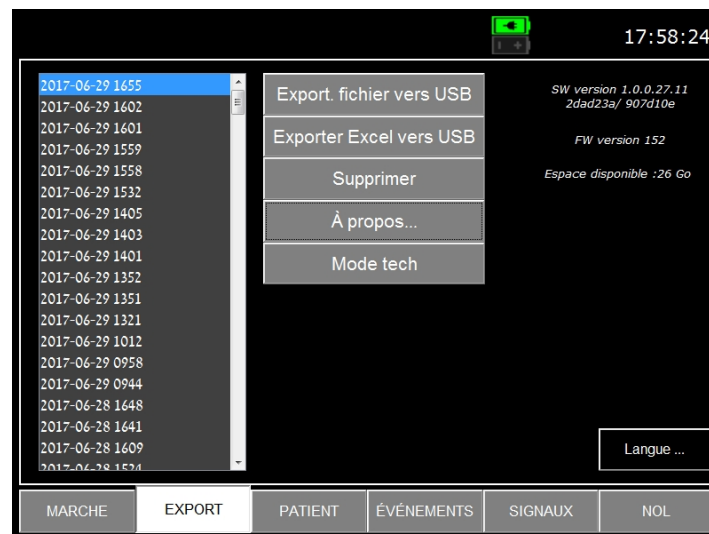 17:58:24
2017-06-29 1655
2017-06-29 1602
2017-06-29 1601
2017-06-29 1559
2017-06-29 1558
2017-06-29 1532
2017-06-29 1405
2017-06-29 1403
2017-06-29 1401
2017-06-29 1352
2017-06-29 1351
2017-06-29 1321
2017-06-29 1012
2017-06-29 0958
2017-06-29 0944
2017-06-28 1648
2017-06-28 1641
2017-06-28 1609
2017-06-28 1524
Export. fichier vers USB
Exporter Excel vers USB
Supprimer
À propos...
Mode tech
SW version 1.0.0.27.11
2dad23a/ 907d10e
FW version 152
Espace disponible :26 Go
Langue ...
MARCHE
EXPORT
PATIENT
ÉVÉNEMENTS
SIGNAUX
NOL